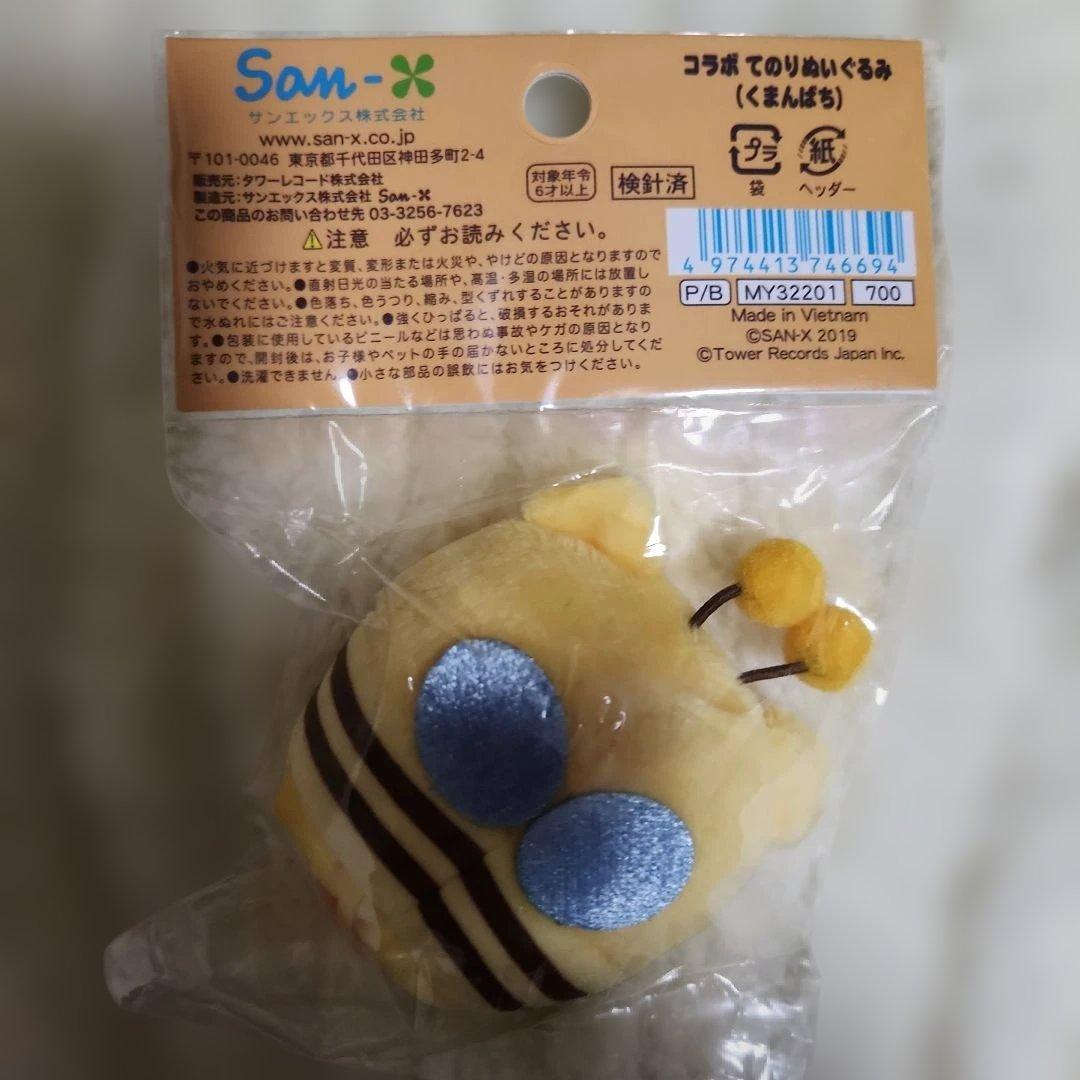 San-X
サンエックス株式会社
www.san-x.co.jp
〒101-0046 東京都千代田区神田多町2-4
販売元:タワーレコード株式会社
製造元:サンエックス株式会社 San-X
この商品のお問い合わせ先 03-3256-7623
対象年令
6才以上
検針済
コラボ てのりぬいぐるみ
(くまんばち)
プラ
袋
紙
ヘッダー
4 974413 746694
P/B MY32201 700
Made in Vietnam
©SAN-X 2019
©Tower Records Japan Inc.
⚠注意 必ずお読みください。
●火気に近づけますと変質、変形または火災や、やけどの原因となりますので
おやめください。●直射日光の当たる場所や、高温・多湿の場所には放置し
ないでください。●色落ち、色うつり、縮み、型くずれすることがありますの
で水ぬれにはご注意ください。●強くひっぱると、破損するおそれがありま
す。●包装に使用しているビニールなどは思わぬ事故やケガの原因となり
ますので、開封後は、お子様やペットの手の届かないところに処分してくだ
さい。●洗濯できません。●小さな部品の誤飲にはお気をつけください。